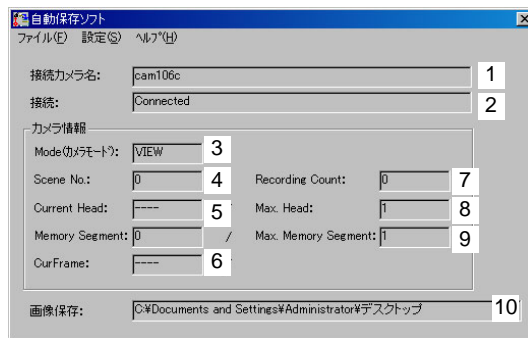 自動保存ソフト
ファイル(F) 設定(S) ヘルプ(H)
接続カメラ名: cam106c 1
接続: Connected 2
カメラ情報
Mode(カメラモード): VIEW 3
Scene No.: 0 4 Recording Count: 0 7
Current Head: ---- 5 / Max. Head: 1 8
Memory Segment: 0 / Max. Memory Segment: 1 9
CurFrame: ---- 6
画像保存: C:¥Documents and Settings¥Administrator¥デスクトップ 10